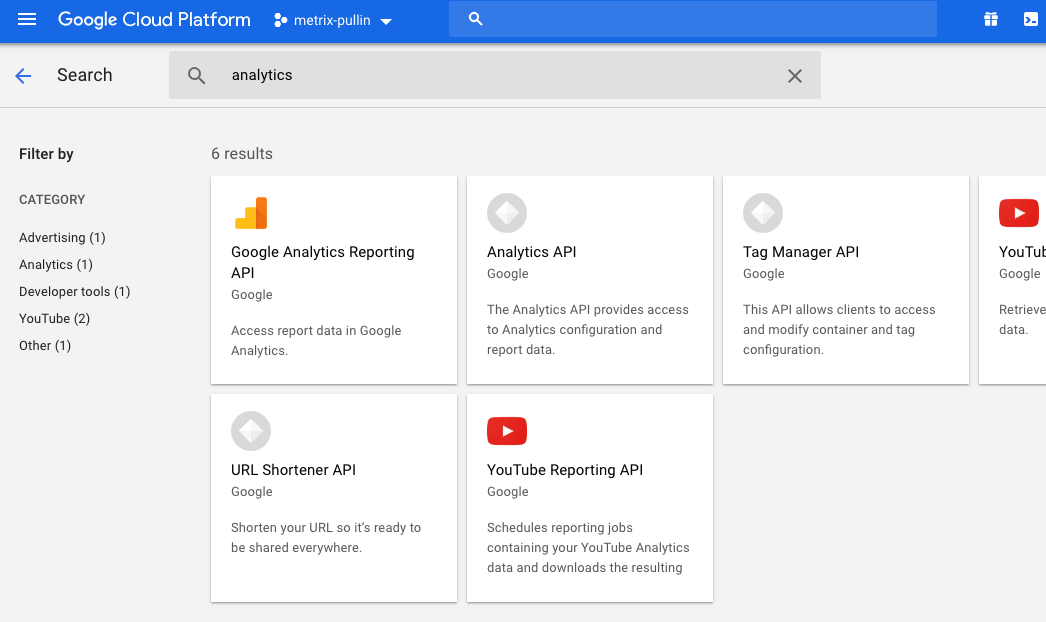 Google Cloud Platform
metrix-pullin
Search
analytics
Filter by
CATEGORY
Advertising (1)
Analytics (1)
Developer tools (1)
YouTube (2)
Other (1)
6 results
Google Analytics Reporting
API
Google
Access report data in Google
Analytics.
Analytics API
Google
The Analytics API provides access
to Analytics configuration and
report data.
Tag Manager API
Google
This API allows clients to access
and modify container and tag
configuration.
YouTub
Google
Retrieve
data.
URL Shortener API
Google
Shorten your URL so it’s ready to
be shared everywhere.
YouTube Reporting API
Google
Schedules reporting jobs
containing your YouTube Analytics
data and downloads the resulting